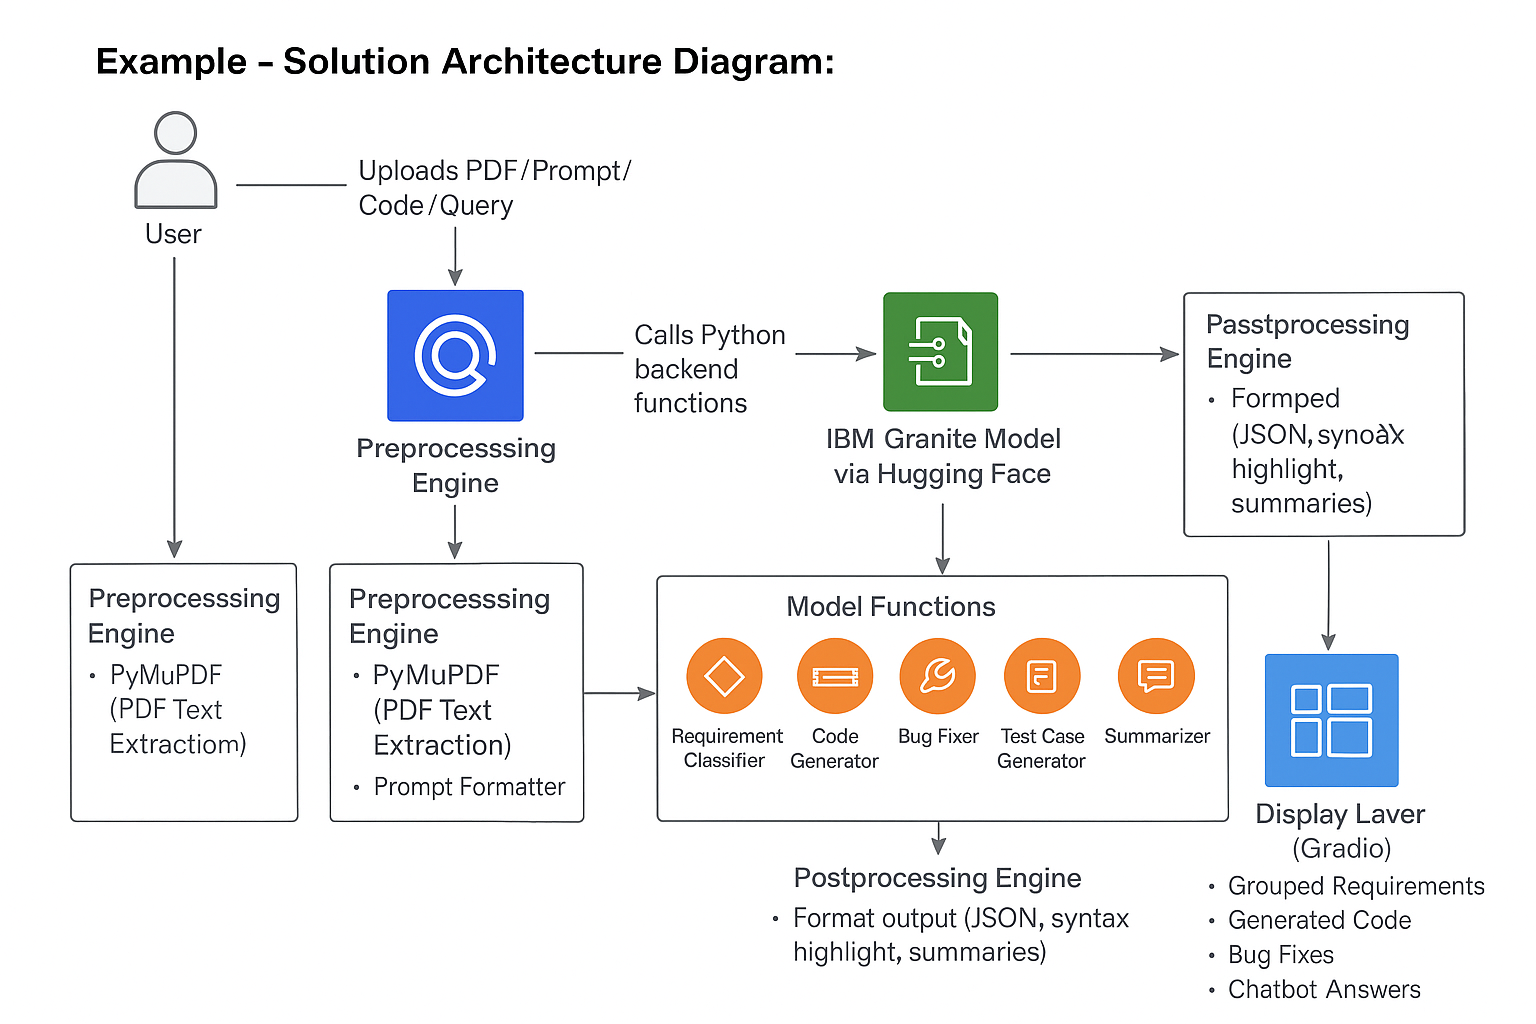 Example – Solution Architecture Diagram:
User
Uploads PDF/Prompt/
Code/Query
Preprocesssing
Engine
Calls Python
backend
functions
IBM Granite Model
via Hugging Face
Passtprocessing
Engine
• Formped
(JSON, synoàx
highlight,
summaries)
Preprocesssing
Engine
• PyMuPDF
(PDF Text
Extractiom)
Preprocesssing
Engine
• PyMuPDF
(PDF Text
Extraction)
• Prompt Formatter
Model Functions
Requirement
Classifier
Code
Generator
Bug Fixer
Test Case
Generator
Summarizer
Postprocessing Engine
• Format output (JSON, syntax
highlight, summaries)
Display Laver
(Gradio)
• Grouped Requirements
• Generated Code
• Bug Fixes
• Chatbot Answers